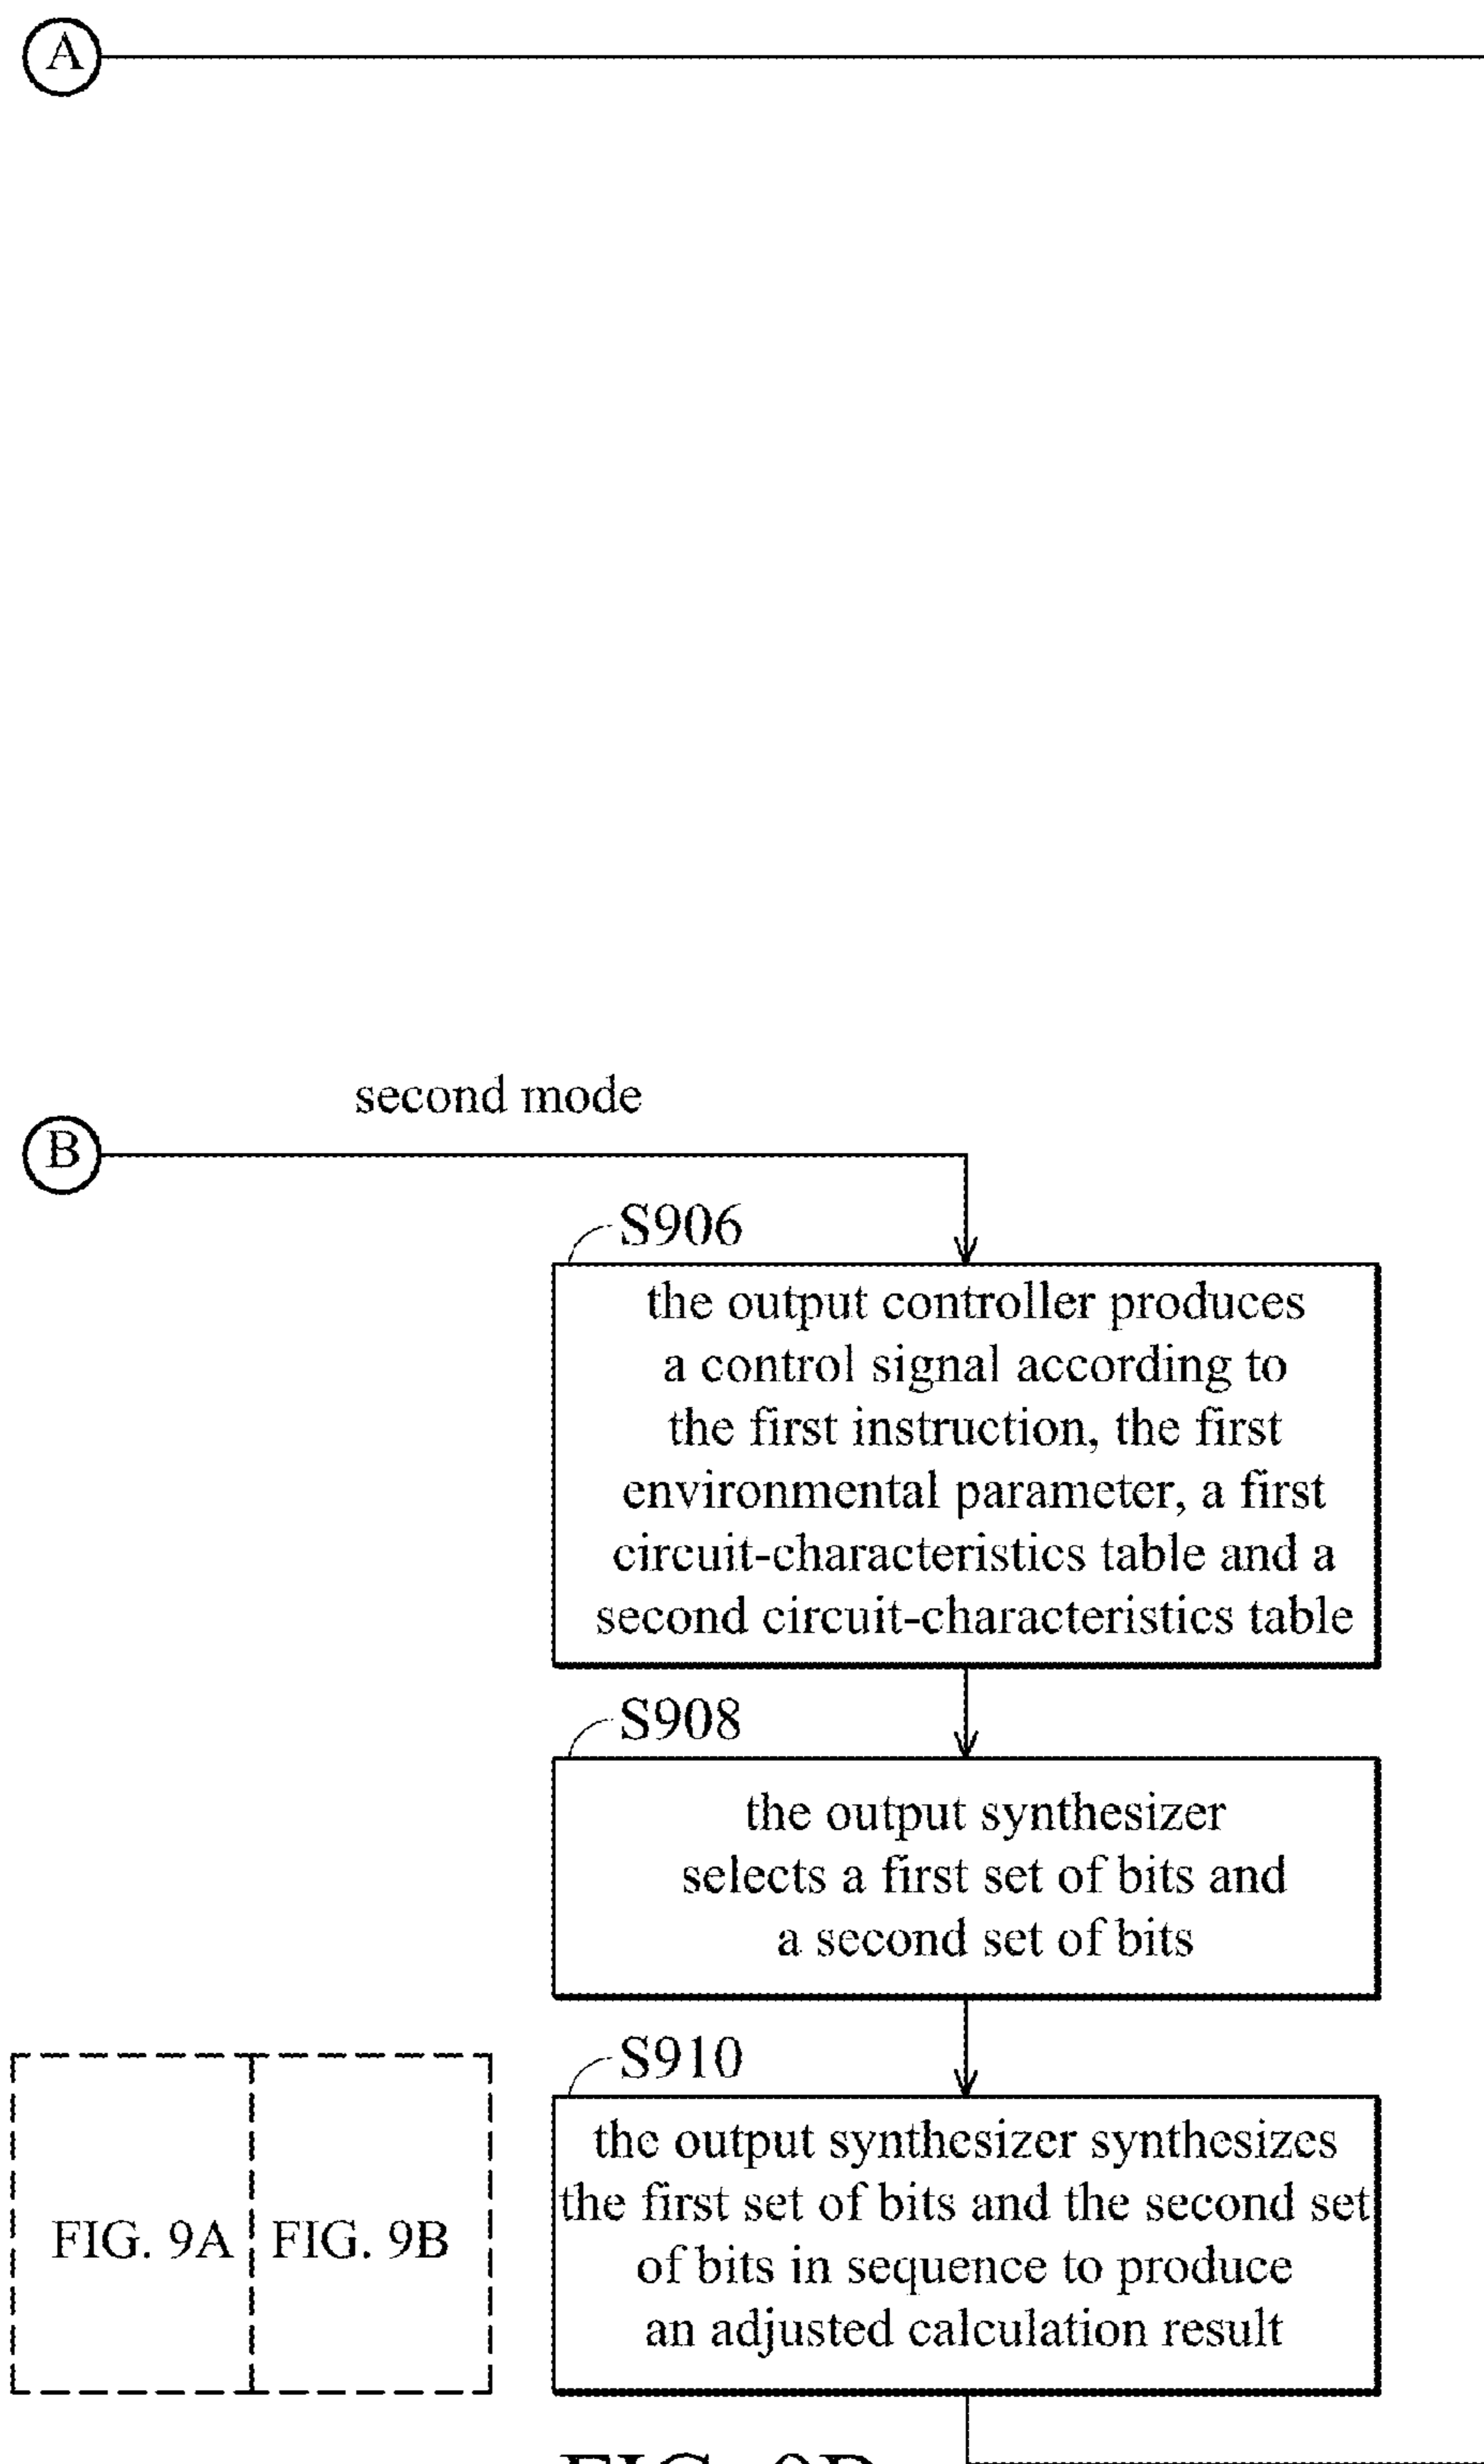 A
second mode
B
S906
the output controller produces
a control signal according to
the first instruction, the first
environmental parameter, a first
circuit-characteristics table and a
second circuit-characteristics table
S908
the output synthesizer
selects a first set of bits and
a second set of bits
S910
the output synthesizer synthesizes
the first set of bits and the second set
of bits in sequence to produce
an adjusted calculation result
FIG. 9A FIG. 9B